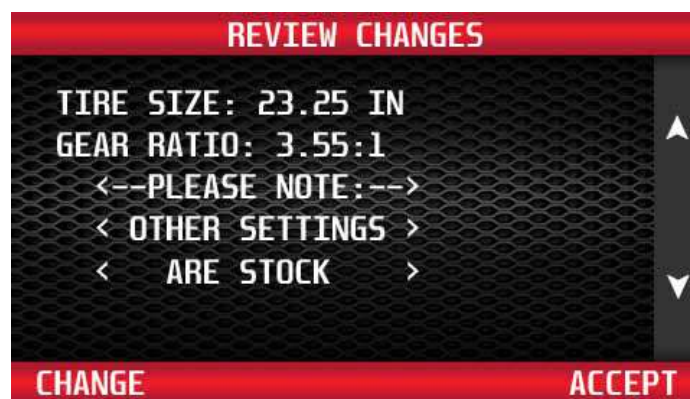 REVIEW CHANGES
TIRE SIZE: 23.25 IN
GEAR RATIO: 3.55:1
<--PLEASE NOTE:-->
< OTHER SETTINGS >
< ARE STOCK >
CHANGE ACCEPT